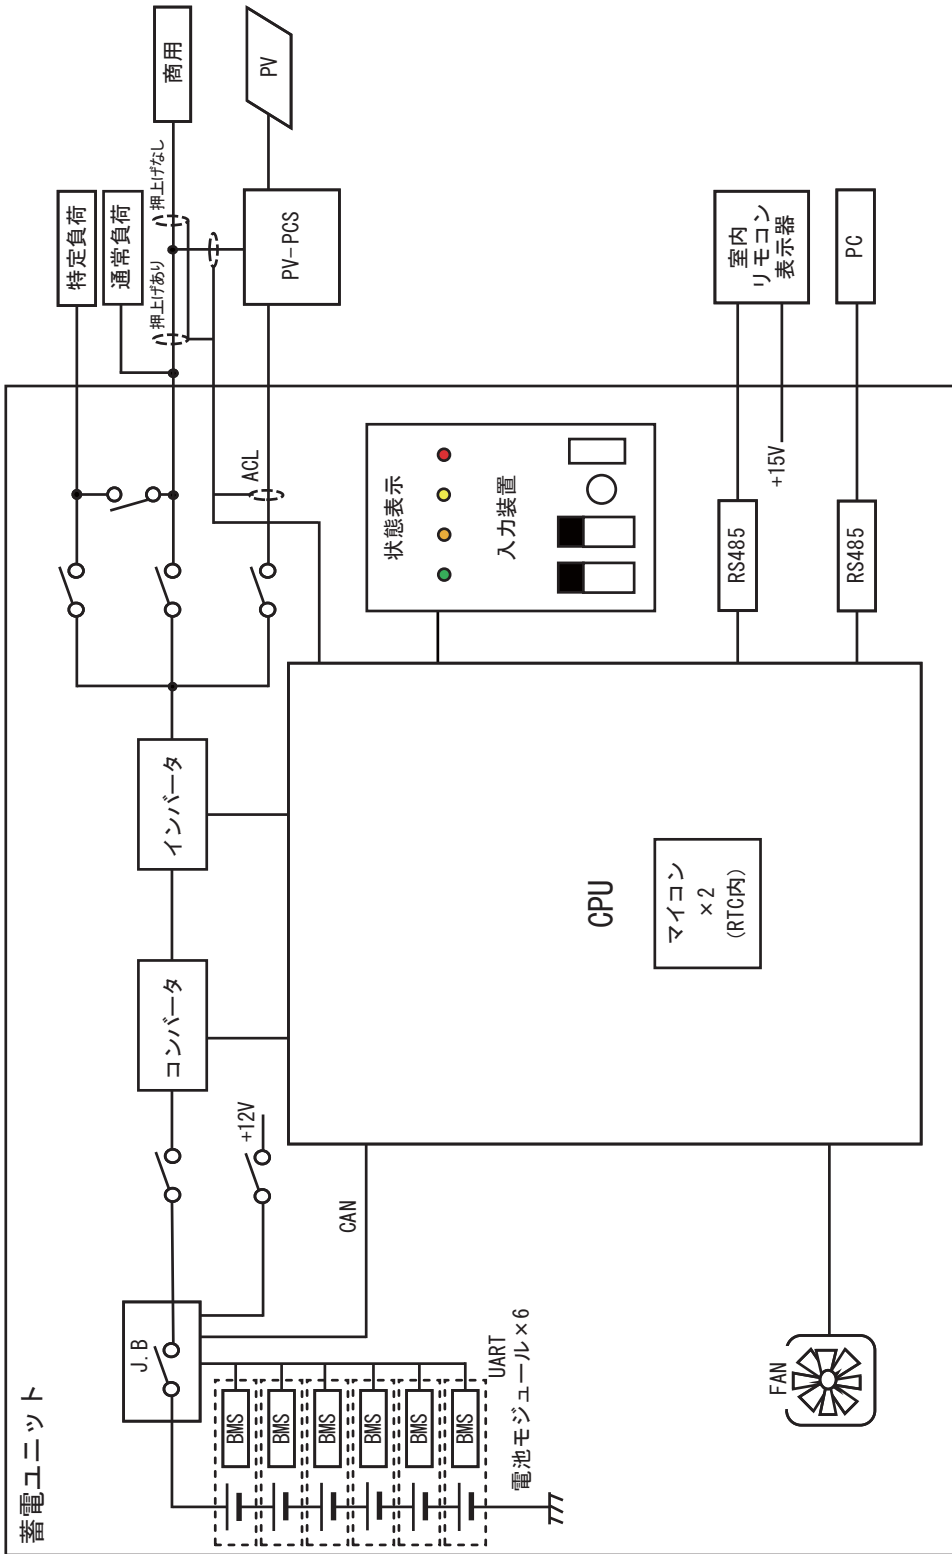 蓄電ユニット
J.B
BMS
BMS
BMS
BMS
BMS
BMS
UART
電池モジュール×6
+12V
CAN
コンバータ
インバータ
CPU
マイコン
×2
(RTC内)
FAN
状態表示
入力装置
ACL
RS485
RS485
+15V
特定負荷
通常負荷
押上げあり
押上げなし
商用
PV-PCS
PV
室内
リモコン
表示器
PC